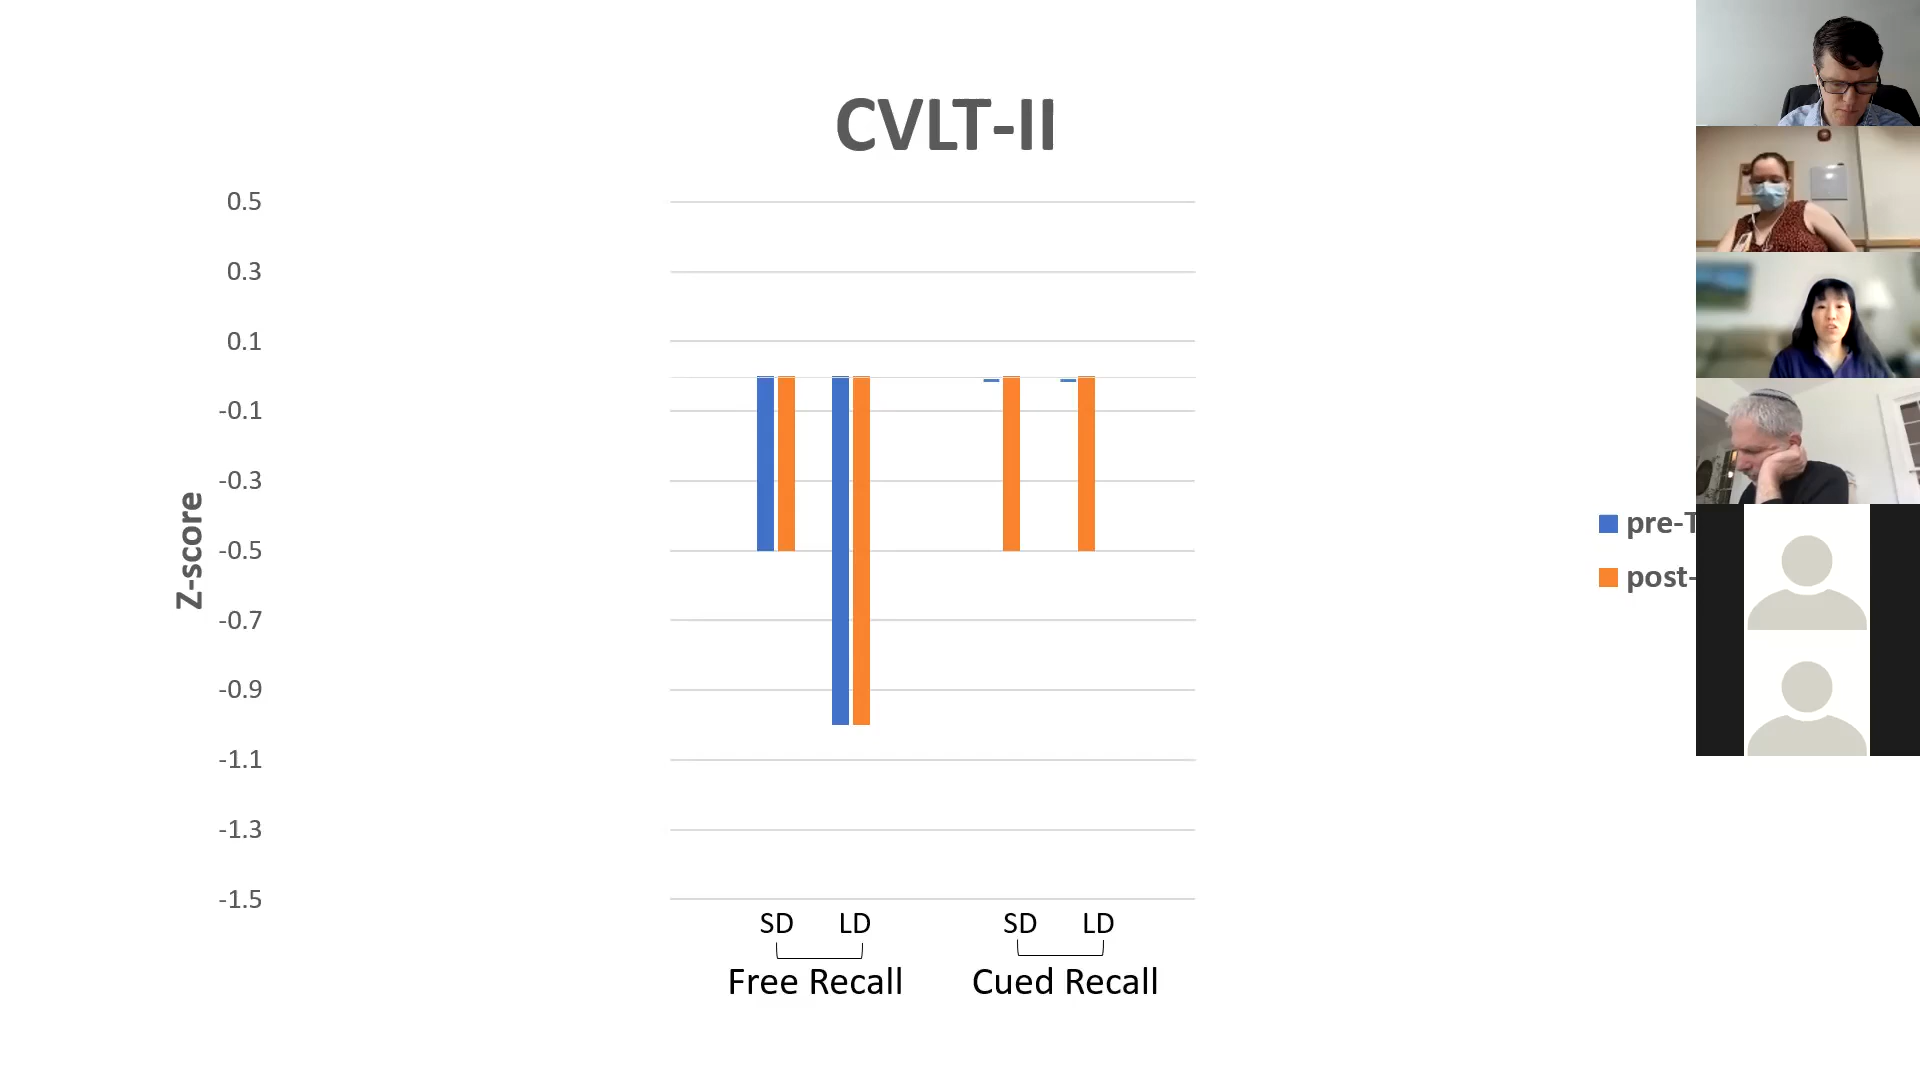 CVLT-II
0.5
0.3
0.1
-0.1
-0.3
-0.5
-0.7
-0.9
-1.1
-1.3
-1.5
Z-score
SD LD SD LD
Free Recall Cued Recall
pre-T
post-